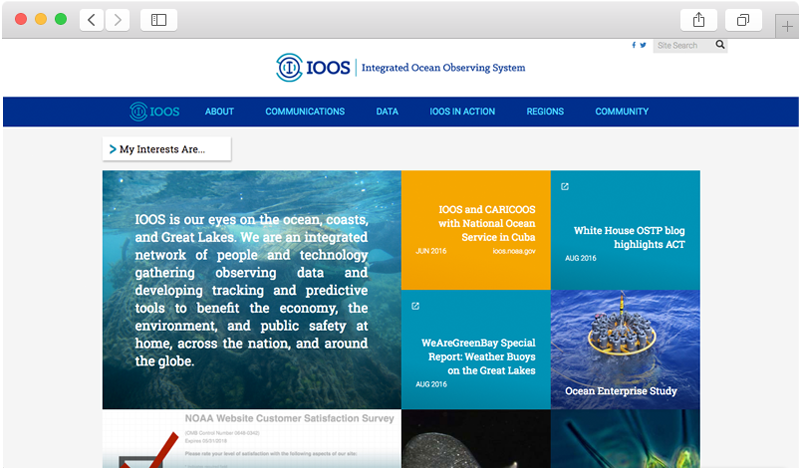 Site Search
IOOS Integrated Ocean Observing System
IOOS ABOUT COMMUNICATIONS DATA IOOS IN ACTION REGIONS COMMUNITY
My Interests Are...
IOOS is our eyes on the ocean, coasts,
and Great Lakes. We are an integrated
network of people and technology
gathering observing data and
developing tracking and predictive
tools to benefit the economy, the
environment, and public safety at
home, across the nation, and around
the globe.
IOOS and CARICOOS
with National Ocean
Service in Cuba
JUN 2016 ioos.noaa.gov
White House OSTP blog
highlights ACT
AUG 2016
WeAreGreenBay Special
Report: Weather Buoys
on the Great Lakes
AUG 2016
Ocean Enterprise Study
NOAA Website Customer Satisfaction Survey
Please rate your level of satisfaction with the following aspects of our site: